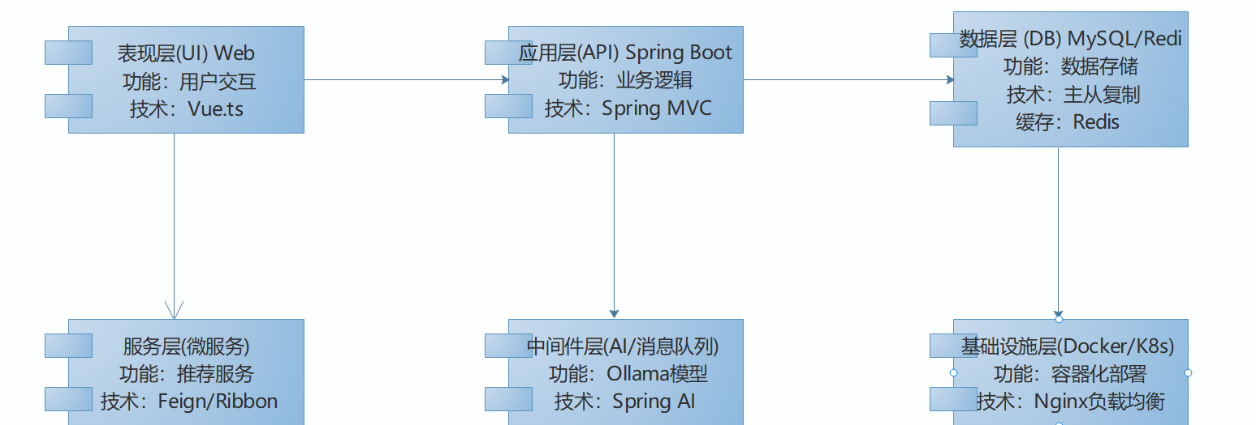 表现层(UI) Web
功能：用户交互
技术：Vue.ts
应用层(API) Spring Boot
功能：业务逻辑
技术：Spring MVC
数据层 (DB) MySQL/Redi
功能：数据存储
技术：主从复制
缓存：Redis
服务层(微服务)
功能：推荐服务
技术：Feign/Ribbon
中间件层(AI/消息队列)
功能：Ollama模型
技术：Spring AI
基础设施层(Docker/K8s)
功能：容器化部署
技术：Nginx负载均衡